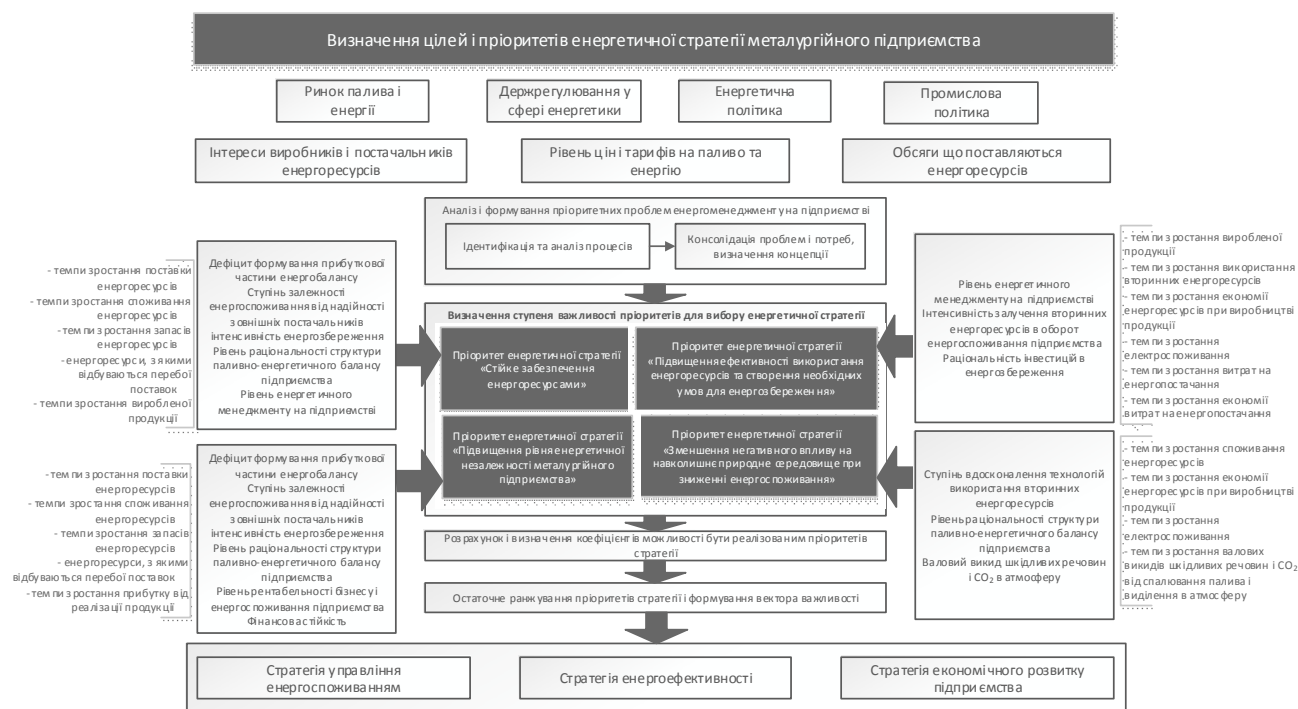 Визначення цілей і пріоритетів енергетичної стратегії металургійного підприємства
Ринок палива і
енергії
Держрегулювання у
сфері енергетики
Енергетична
політика
Промислова
політика
Інтереси виробників і постачальників
енергоресурсів
Рівень цін і тарифів на паливо та
енергію
Обсяги що поставляються
енергоресурсів
Аналіз і формування пріоритетних проблем енергоменеджменту на підприємстві
Ідентифікація та аналіз процесів
Консолідація проблем і потреб,
визначення концепції
- темпи зростання поставки
енергоресурсів
- темпи зростання споживання
енергоресурсів
- темпи зростання запасів
енергоресурсів
-енергоресурси, з якими
відбуваються перебої
поставок
- темпи зростання виробленої
продукції
Дефіцит формування прибуткової
частини енергобалансу
Ступінь залежності
енергоспоживання від надійності
зовнішніх постачальників
інтенсивність енергозбереження
Рівень раціональності структури
паливно-енергетичного балансу
підприємства
Рівень енергетичного
менеджменту на підприємстві
Визначення ступеня важливості пріоритетів для вибору енергетичної стратегії
Пріоритет енергетичної стратегії
«Стійке забезпечення
енергоресурсами»
Пріоритет енергетичної стратегії
«Підвищення ефективності використання
енергоресурсів та створення необхідних
умов для енергозбереження»
Пріоритет енергетичної стратегії
«Підвищення рівня енергетичної
незалежності металургійного
підприємства»
Пріоритет енергетичної стратегії
«Зменшення негативного впливу на
навколишнє природне середовище при
зниженні енергоспоживання»
Рівень енергетичного
менеджменту на підприємстві
Інтенсивність залучення вторинних
енергоресурсів в оборот
енергоспоживання підприємства
Раціональність інвестицій в
енергозбереження
- темпи зростання виробленої
продукції
- темпи зростання використання
вторинних енергоресурсів
- темпи зростання економії
енергоресурсів при виробництві
продукції
- темпи зростання
електроспоживання
- темпи зростання витрат на
енергопостачання
- темпи зростання економії
витрат на енергопостачання
- темпи зростання поставки
енергоресурсів
- темпи зростання споживання
енергоресурсів
- темпи зростання запасів
енергоресурсів
- енергоресурси, з якими
відбуваються перебої поставок
- темпи зростання прибутку від
реалізації продукції
Дефіцит формування прибуткової
частини енергобалансу
Ступінь залежності
енергоспоживання від надійності
зовнішніх постачальників
інтенсивність енергозбереження
Рівень раціональності структури
паливно-енергетичного балансу
підприємства
Рівень рентабельності бізнесу і
енергоспоживання підприємства
Фінансова стійкість
Ступінь вдосконалення технологій
використання вторинних
енергоресурсів
Рівень раціональності структури
паливно-енергетичного балансу
підприємства
Валовий викид шкідливих речовин
і CO₂ в атмосферу
- темпи зростання споживання
енергоресурсів
- темпи зростання економії
енергоресурсів при виробництві
продукції
- темпи зростання
електроспоживання
- темпи зростання валових
викидів шкідливих речовин і CO₂
від спалювання палива і
виділення в атмосферу
Розрахунок і визначення коефіцієнтів можливості бути реалізованим пріоритетів
стратегії
Остаточне ранжування пріоритетів стратегії і формування вектора важливості
Стратегія управління
енергоспоживанням
Стратегія енергоефективності
Стратегія економічного розвитку
підприємства